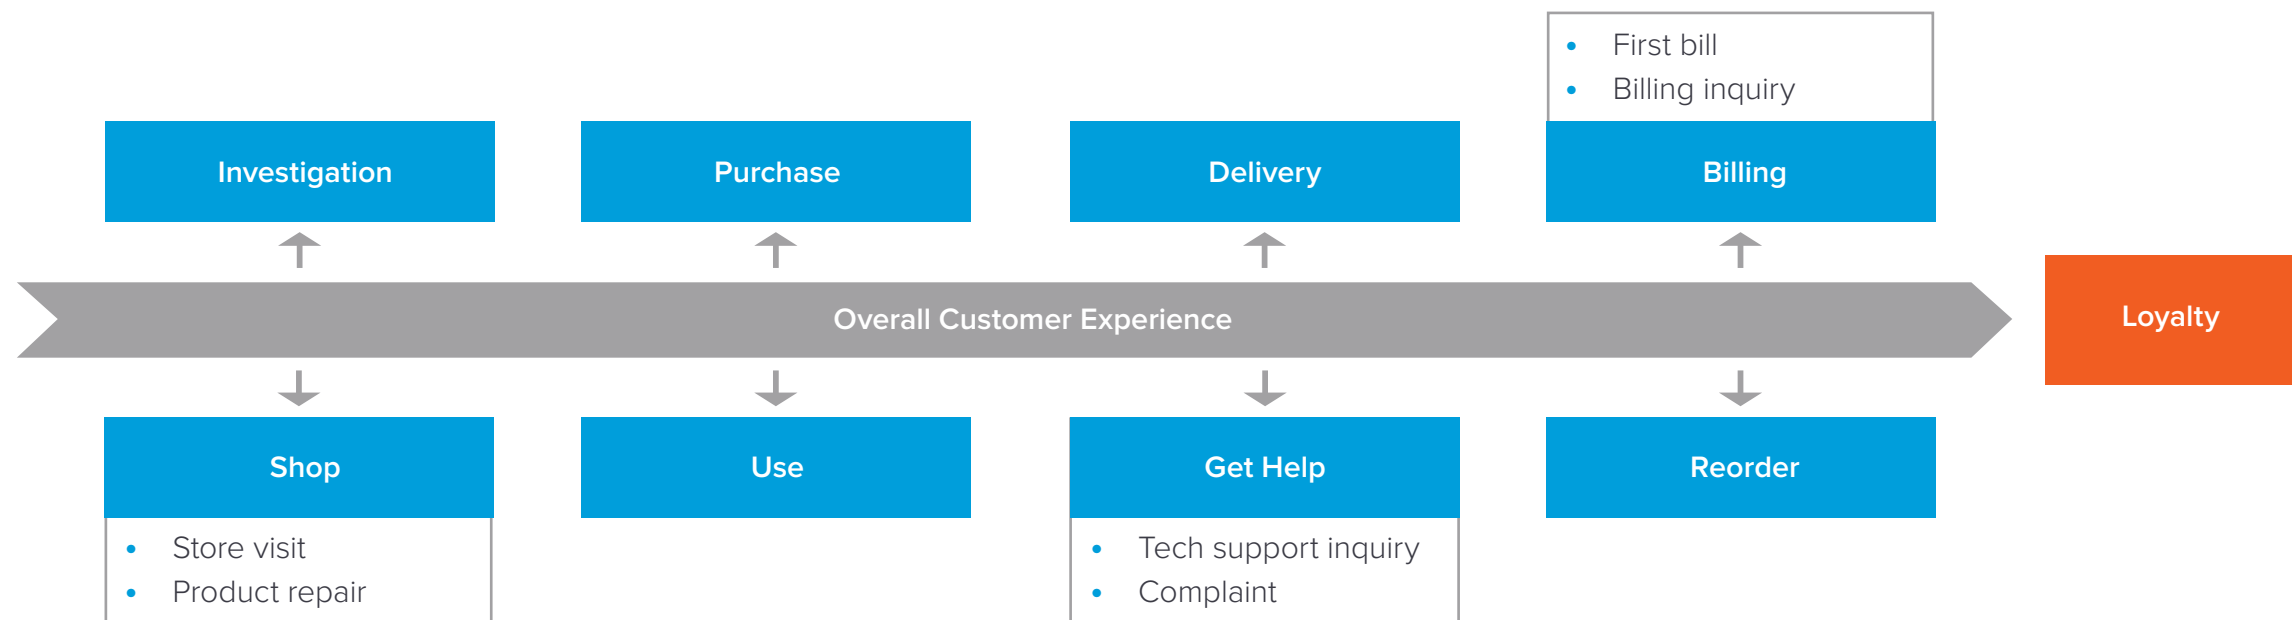 • First bill
• Billing inquiry
Investigation
Purchase
Delivery
Billing
Overall Customer Experience
Loyalty
Shop
Use
Get Help
Reorder
• Store visit
• Product repair
• Tech support inquiry
• Complaint